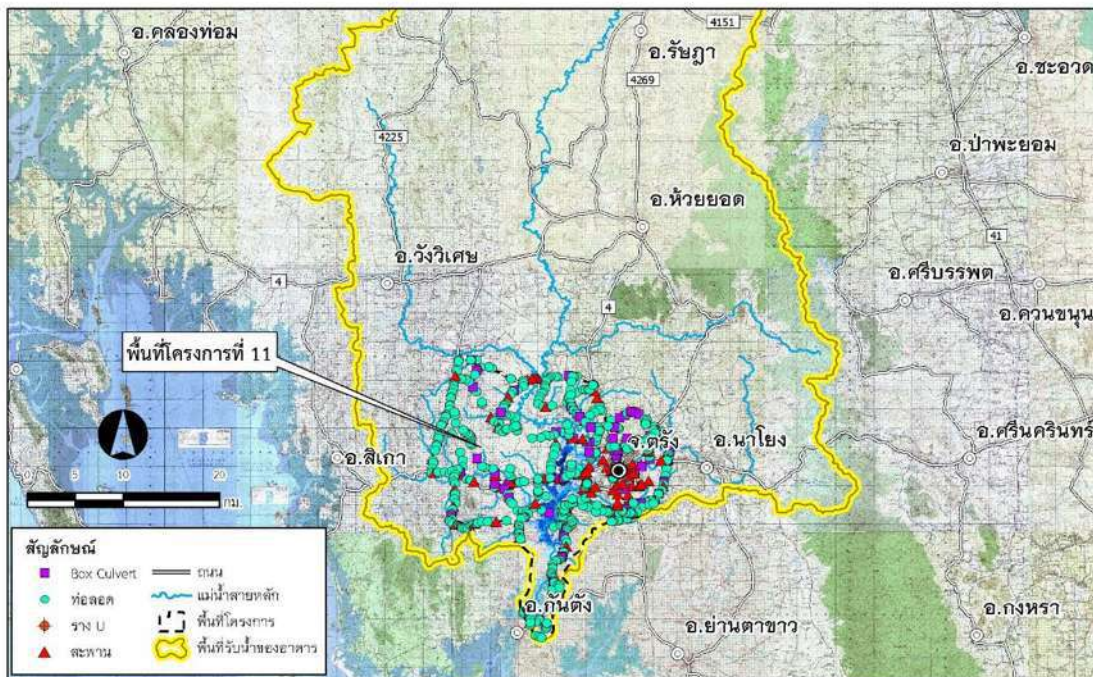 อ.คลองท่อม
อ.รัษฎา
4151
อ.ชะอวด
4269
4225
อ.ป่าพะยอม
อ.ห้วยยอด
41
อ.วังวิเศษ
4
อ.ศรีบรรพต
อ.ควนขนุน
4
พื้นที่โครงการที่ 11
จ.ตรัง
อ.นาโยง
อ.ศรีนครินทร์
อ.สิเกา
0 10 20
กม.
สัญลักษณ์
Box Culvert
ถนน
ท่อลอด
แม่น้ำสายหลัก
ราง U
พื้นที่โครงการ
สะพาน
พื้นที่รับน้ำของอาคาร
อ.กันตัง
อ.ย่านตาขาว
อ.กงหรา